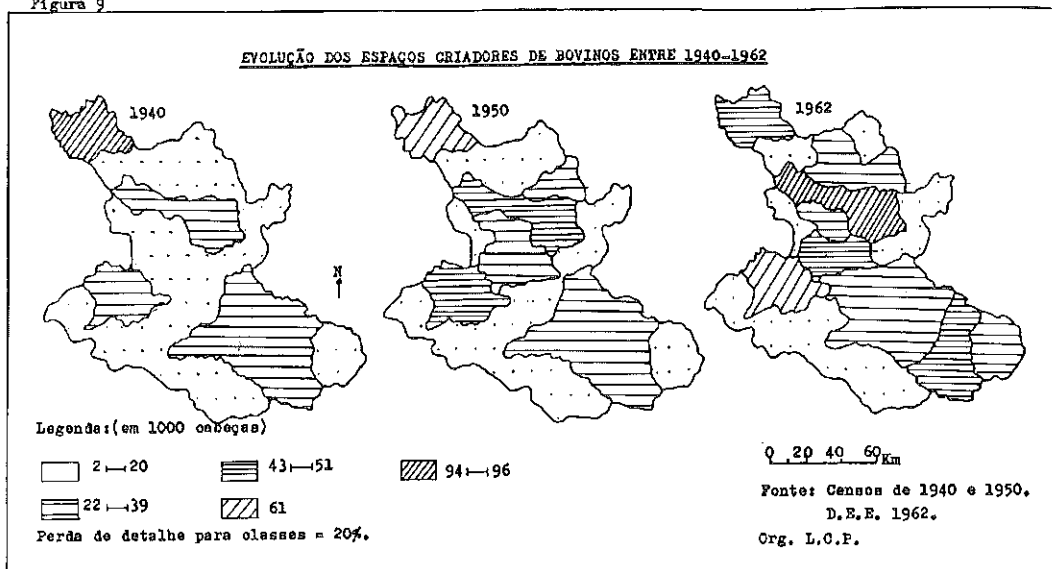 Figura 9
EVOLUÇÃO DOS ESPAÇOS CRIADORES DE BOVINOS ENTRE 1940-1962
1940
1950
1962
N
Legenda:(em 1000 cabeças)
2⊢⊣20
43⊢⊣51
94⊢⊣96
22⊢⊣39
61
Perda de detalhe para classes = 20%.
0 20 40 60 Km
Fonte: Censos de 1940 e 1950.
D.E.E. 1962.
Org. L.C.P.